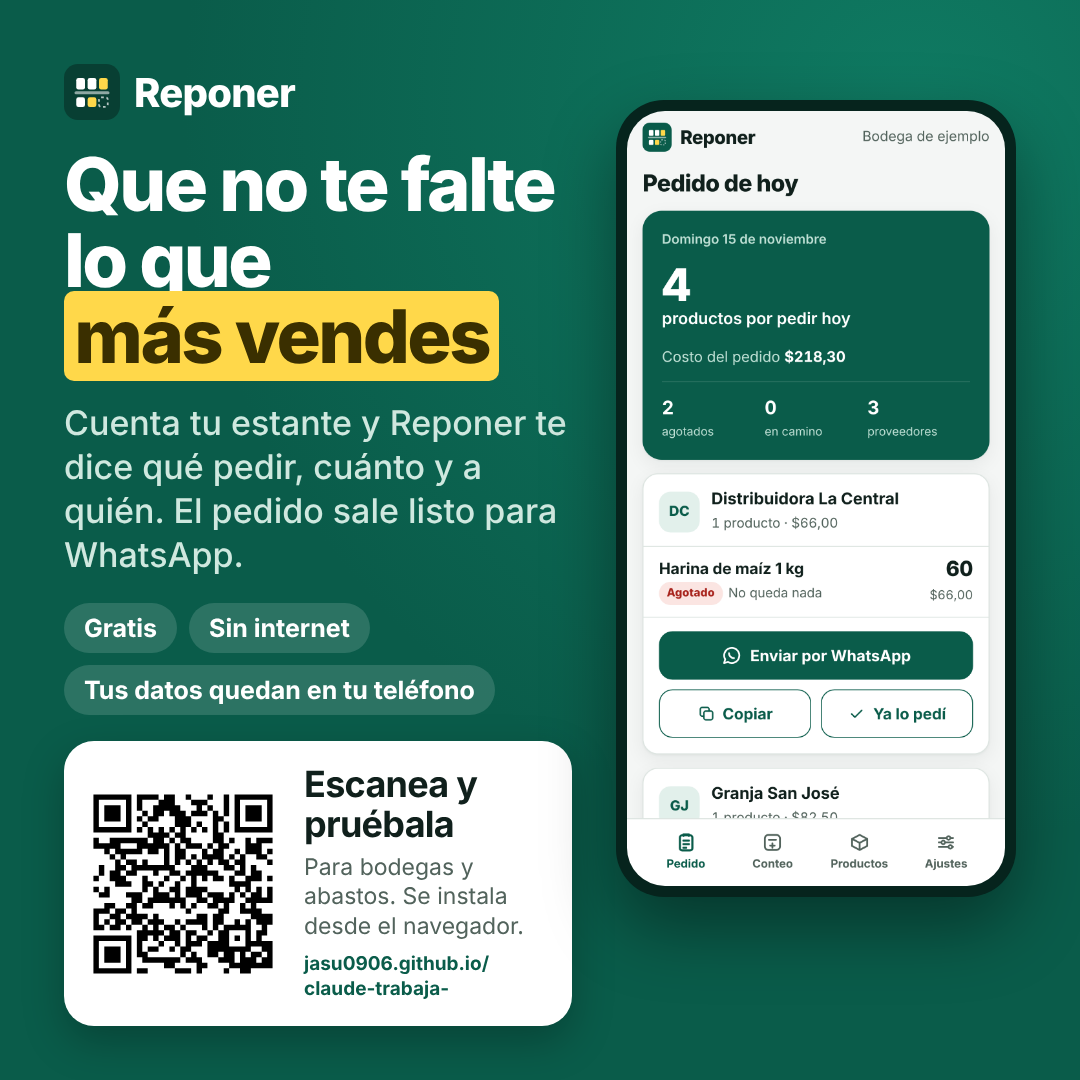 Reponer
Que no te falte
lo que
más vendes
Cuenta tu estante y Reponer te
dice qué pedir, cuánto y a
quién. El pedido sale listo para
WhatsApp.
Gratis
Sin internet
Tus datos quedan en tu teléfono
Escanea y
pruébala
Para bodegas y
abastos. Se instala
desde el navegador.
jasu0906.github.io/
claude-trabaja-
Reponer
Bodega de ejemplo
Pedido de hoy
Domingo 15 de noviembre
4
productos por pedir hoy
Costo del pedido $218,30
2
agotados
0
en camino
3
proveedores
DC
Distribuidora La Central
1 producto · $66,00
Harina de maíz 1 kg
60
Agotado No queda nada
$66,00
Enviar por WhatsApp
Copiar
Ya lo pedí
GJ
Granja San José
1 producto · $82,50
Pedido
Conteo
Productos
Ajustes